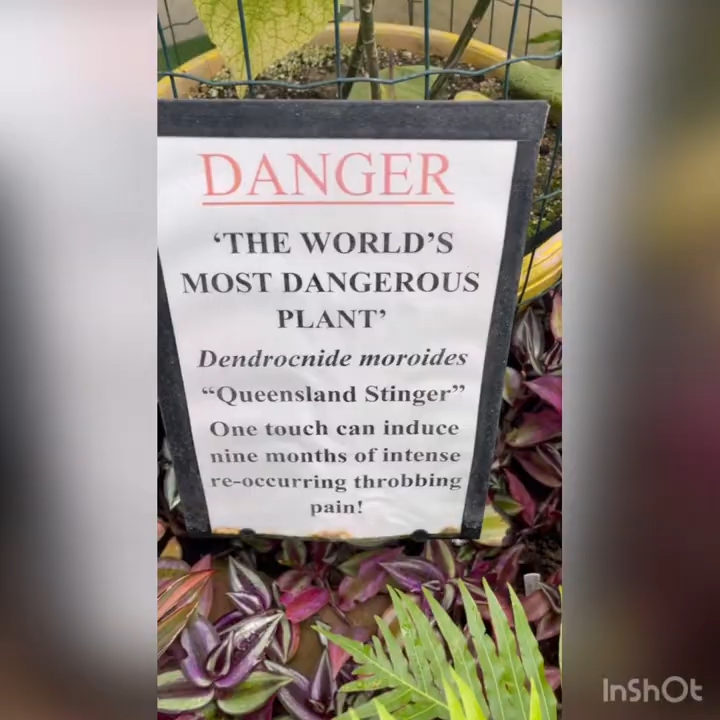 DANGER
‘THE WORLD’S
MOST DANGEROUS
PLANT’
Dendrocnide moroides
“Queensland Stinger”
One touch can induce
nine months of intense
re-occurring throbbing
pain!
InShOt